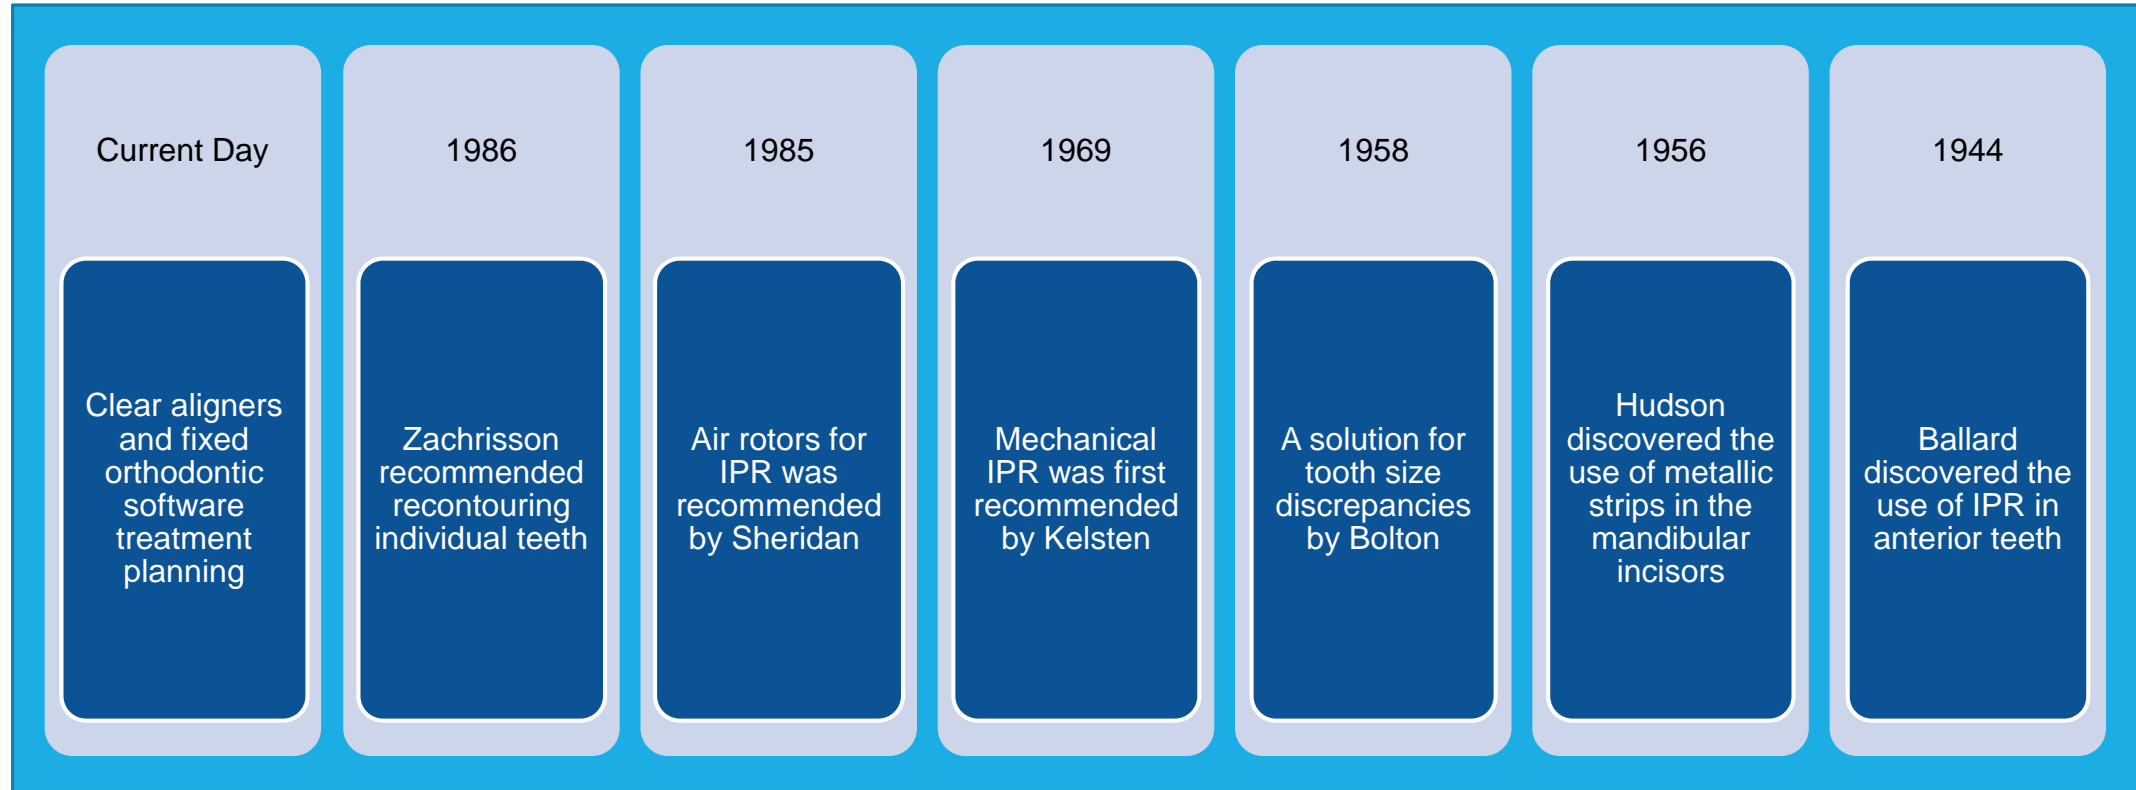 Current Day
Clear aligners
and fixed
orthodontic
software
treatment
planning
1986
Zachrisson
recommended
recontouring
individual teeth
1985
Air rotors for
IPR was
recommended
by Sheridan
1969
Mechanical
IPR was first
recommended
by Kelsten
1958
A solution for
tooth size
discrepancies
by Bolton
1956
Hudson
discovered the
use of metallic
strips in the
mandibular
incisors
1944
Ballard
discovered the
use of IPR in
anterior teeth